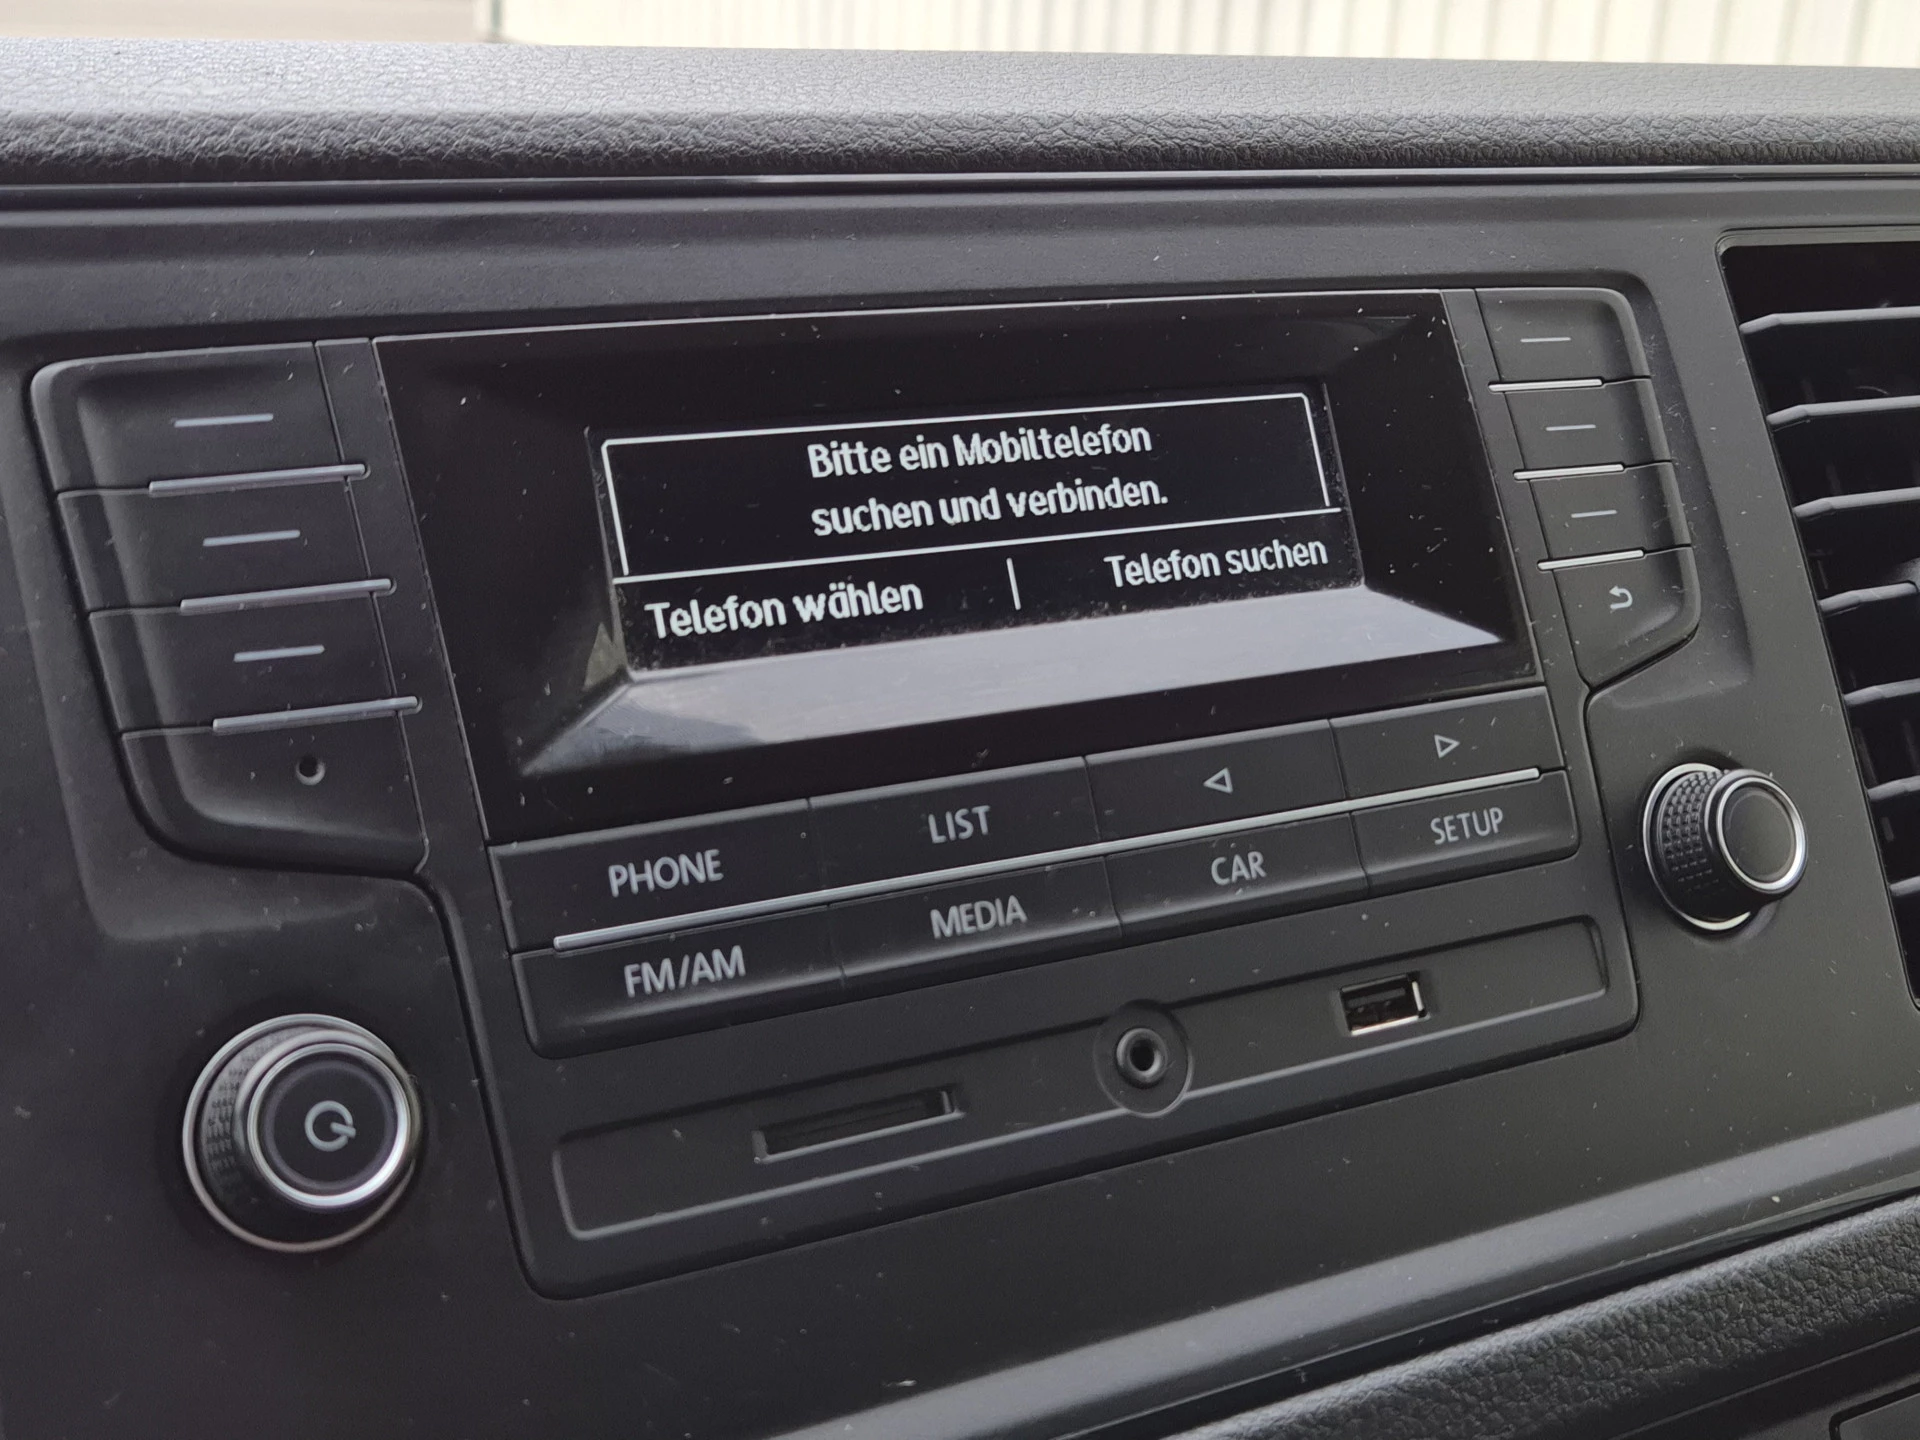 Bitte ein Mobiltelefon
suchen und verbinden.
Telefon wählen | Telefon suchen
PHONE
LIST
FM/AM
MEDIA
CAR
SETUP